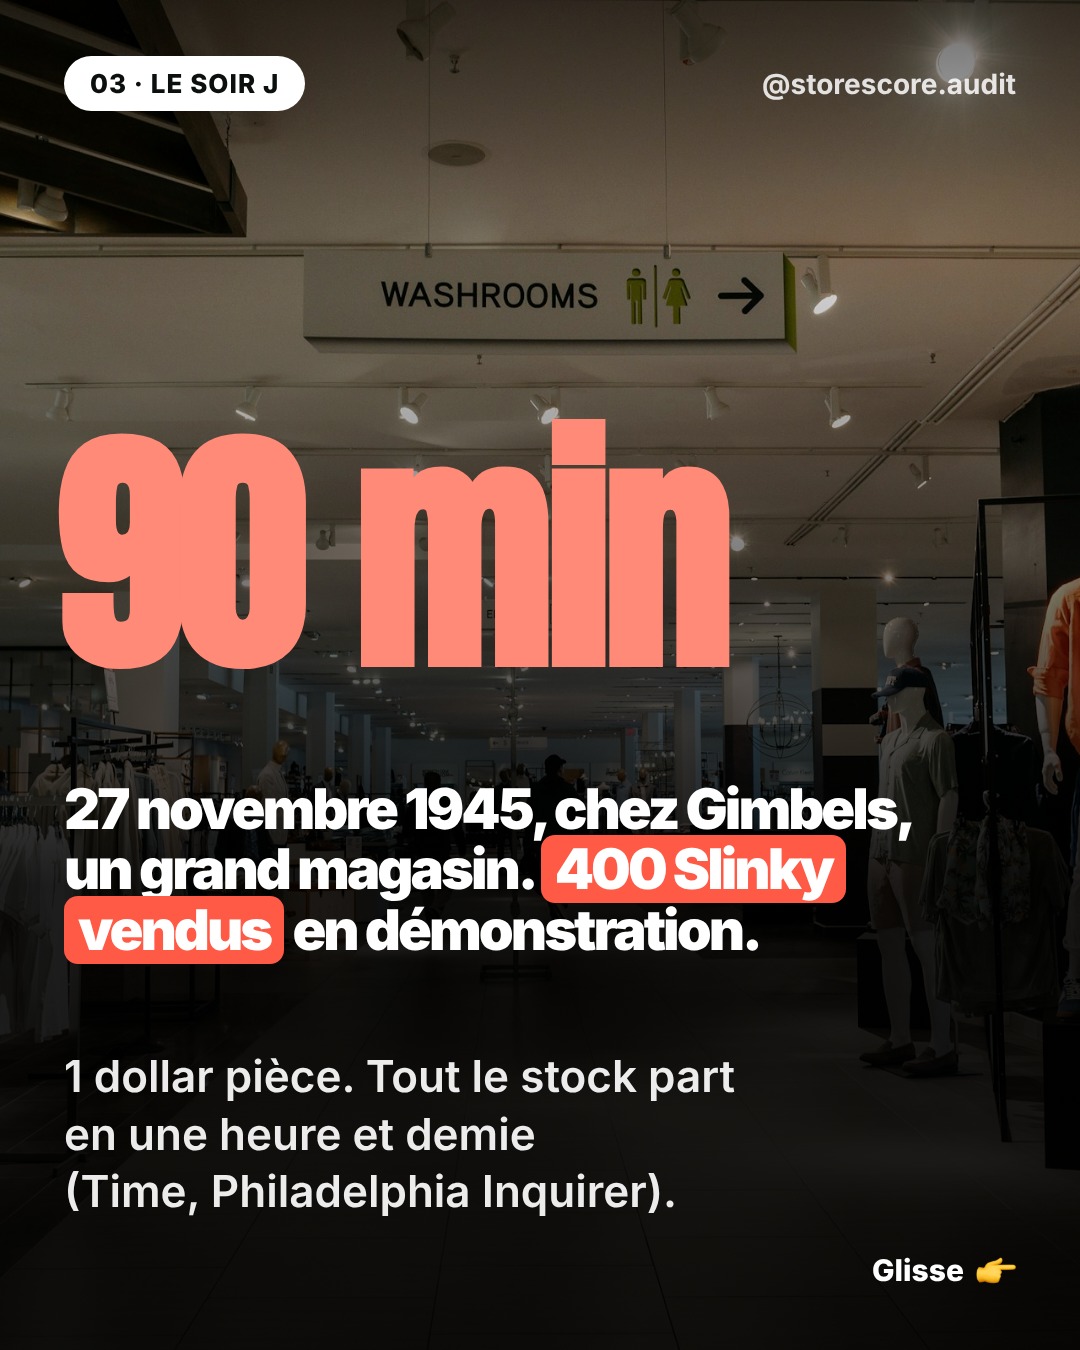 03 · LE SOIR J
@storescore.audit
WASHROOMS
90 min
27 novembre 1945, chez Gimbels,
un grand magasin. 400 Slinky
vendus en démonstration.
1 dollar pièce. Tout le stock part
en une heure et demie
(Time, Philadelphia Inquirer).
Glisse 👉